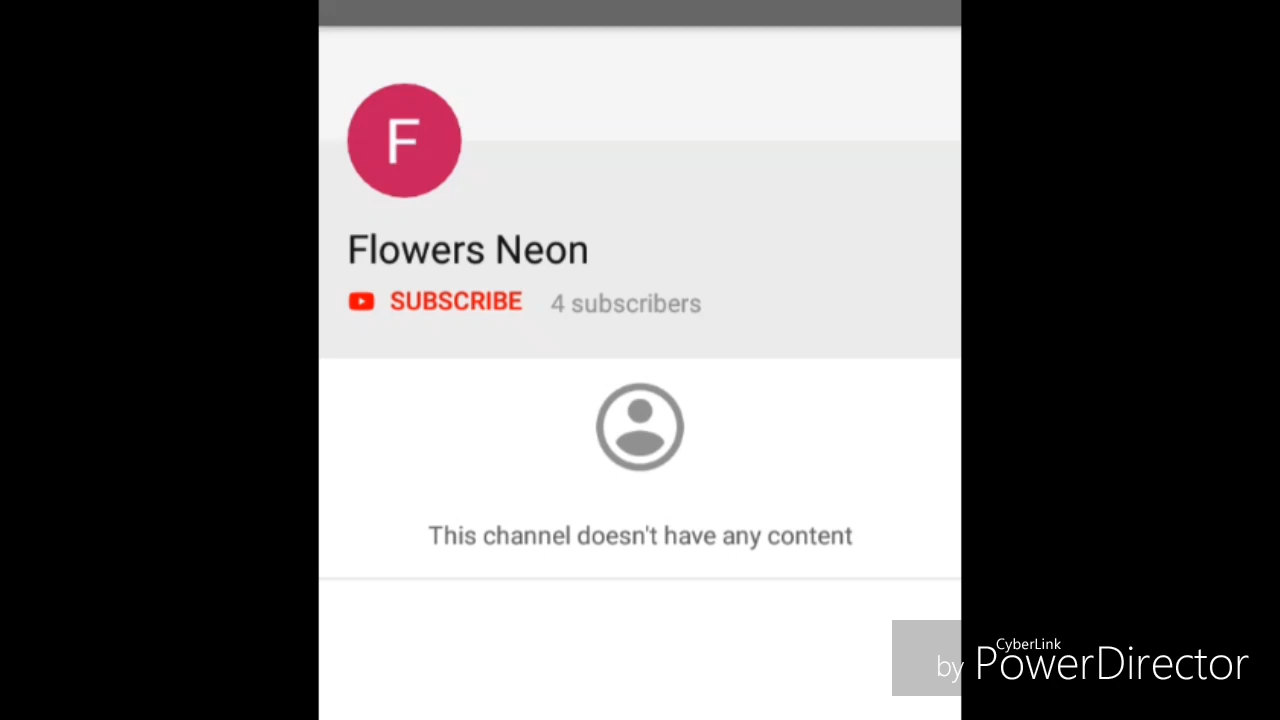 F
Flowers Neon
SUBSCRIBE 4 subscribers
This channel doesn't have any content
CyberLink
by PowerDirector